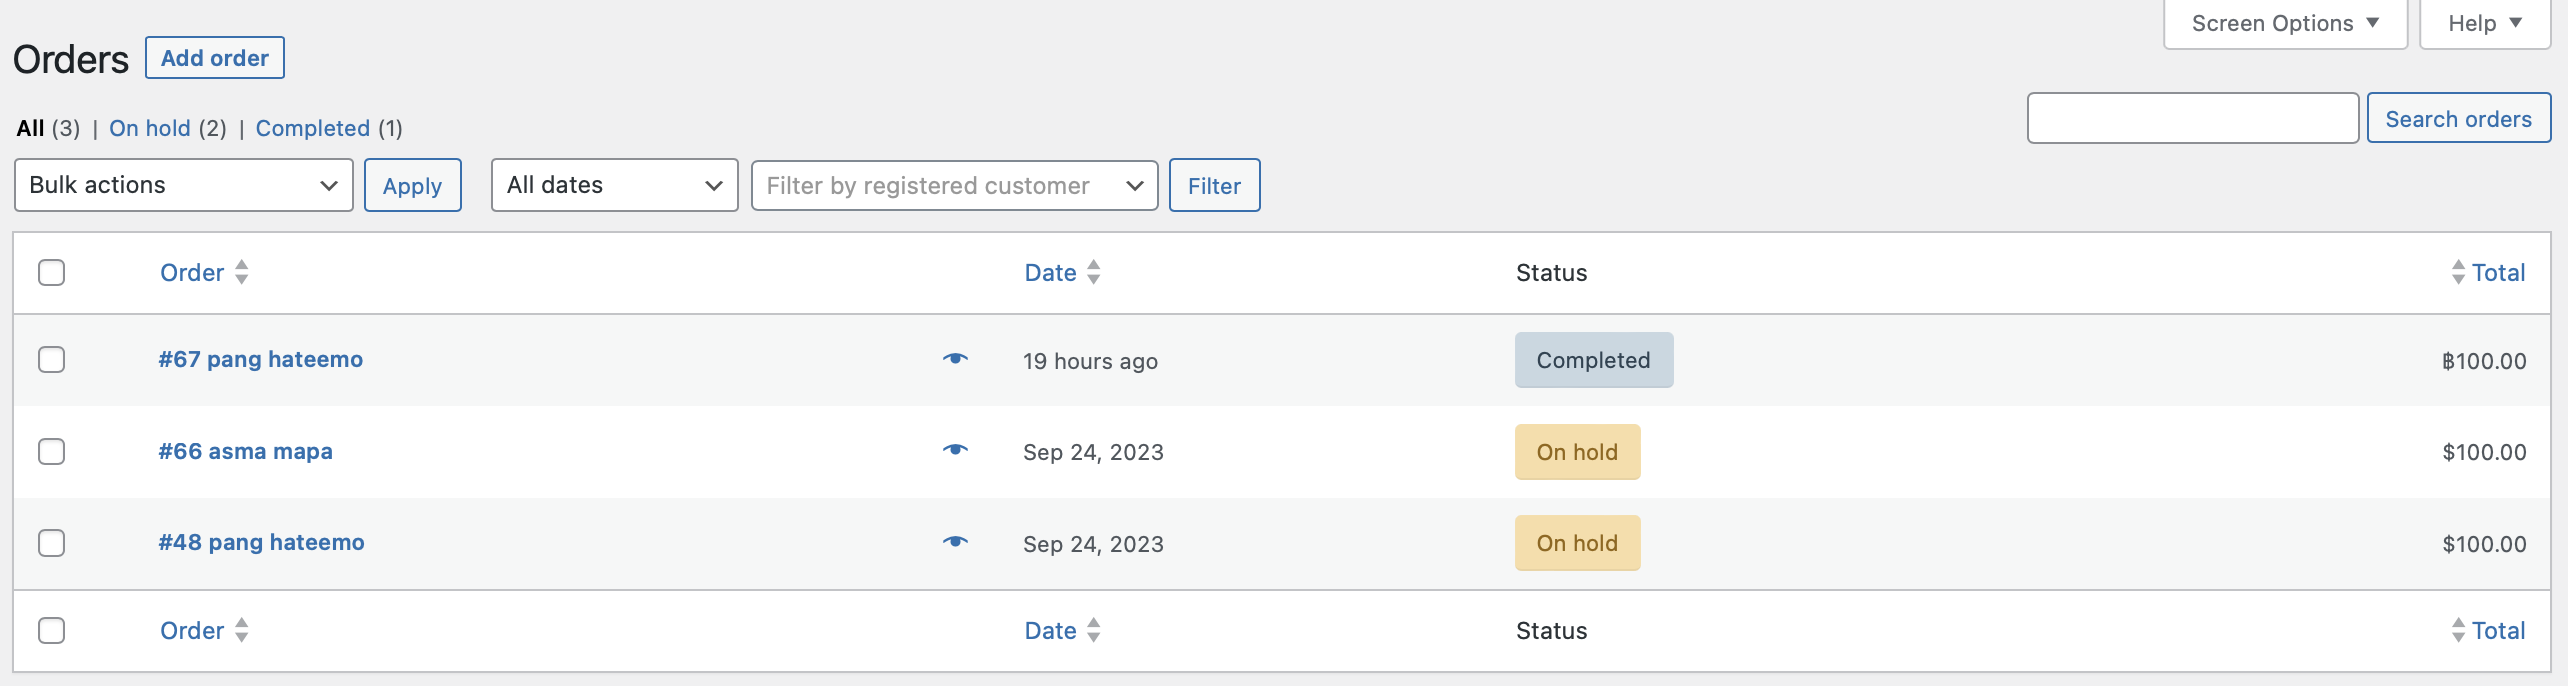 Screen Options ▼ Help ▼
Orders Add order
All (3) | On hold (2) | Completed (1)
Search orders
Bulk actions Apply All dates Filter by registered customer Filter
Order Date Status Total
#67 pang hateemo 19 hours ago Completed ฿100.00
#66 asma mapa Sep 24, 2023 On hold $100.00
#48 pang hateemo Sep 24, 2023 On hold $100.00
Order Date Status Total